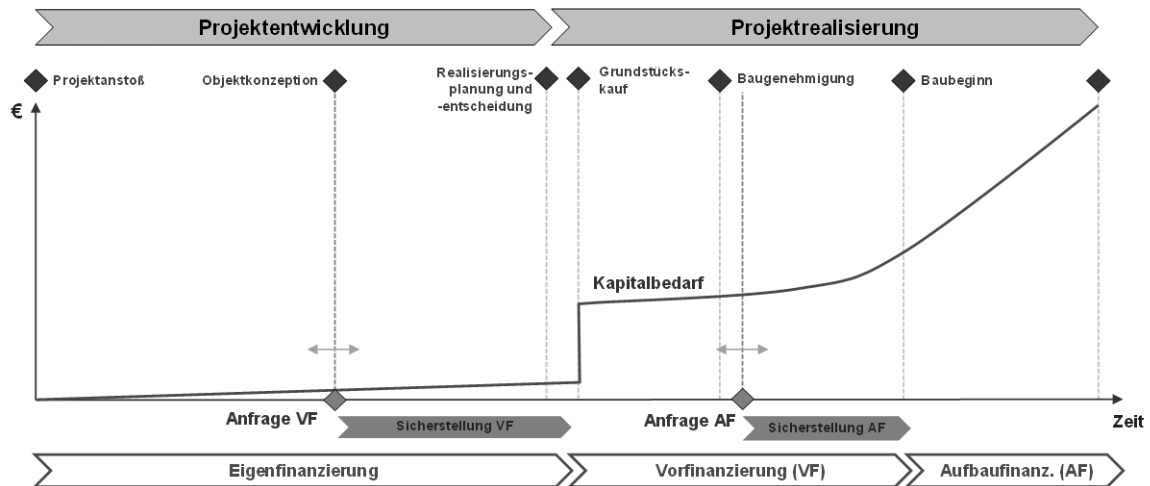 Projektentwicklung
Projektrealisierung
Projektanstoß
Objektkonzeption
Realisierungs-
planung und
-entscheidung
Grundstücks-
kauf
Baugenehmigung
Baubeginn
€
Kapitalbedarf
Anfrage VF
Sicherstellung VF
Anfrage AF
Sicherstellung AF
Zeit
Eigenfinanzierung
Vorfinanzierung (VF)
Aufbaufinanz. (AF)